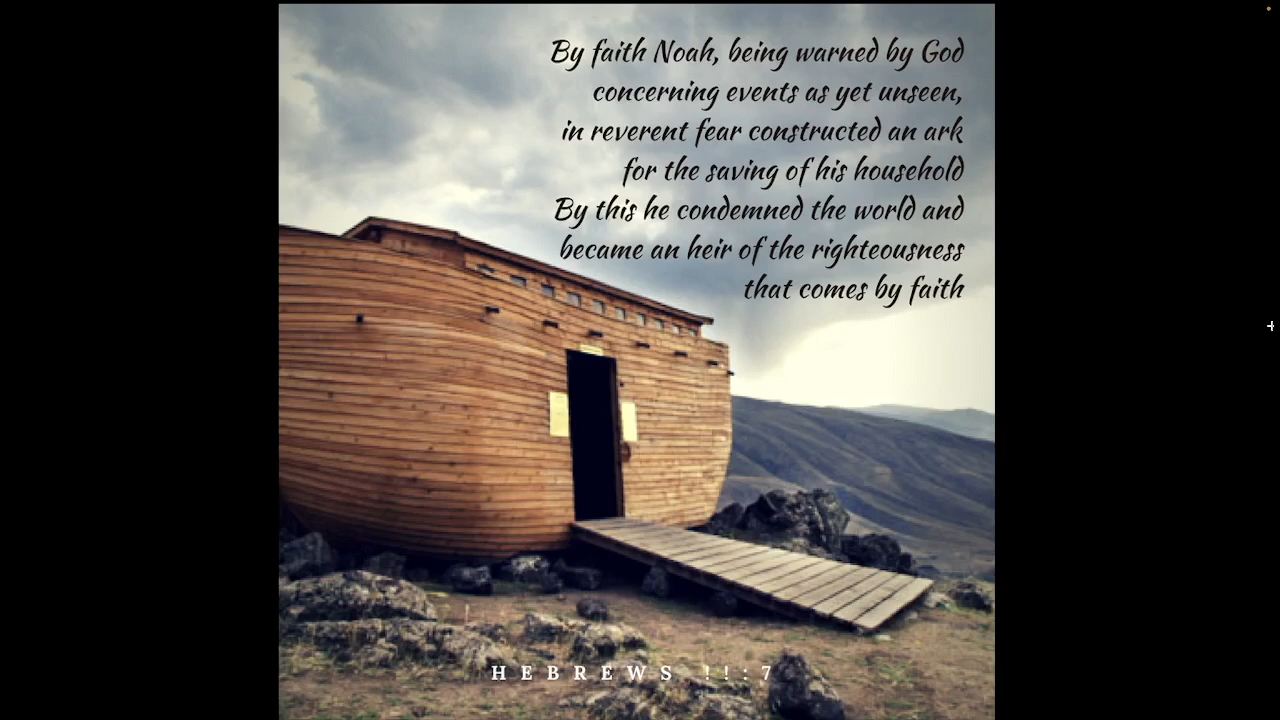 By faith Noah, being warned by God
concerning events as yet unseen,
in reverent fear constructed an ark
for the saving of his household
By this he condemned the world and
became an heir of the righteousness
that comes by faith
HEBREWS !!:7